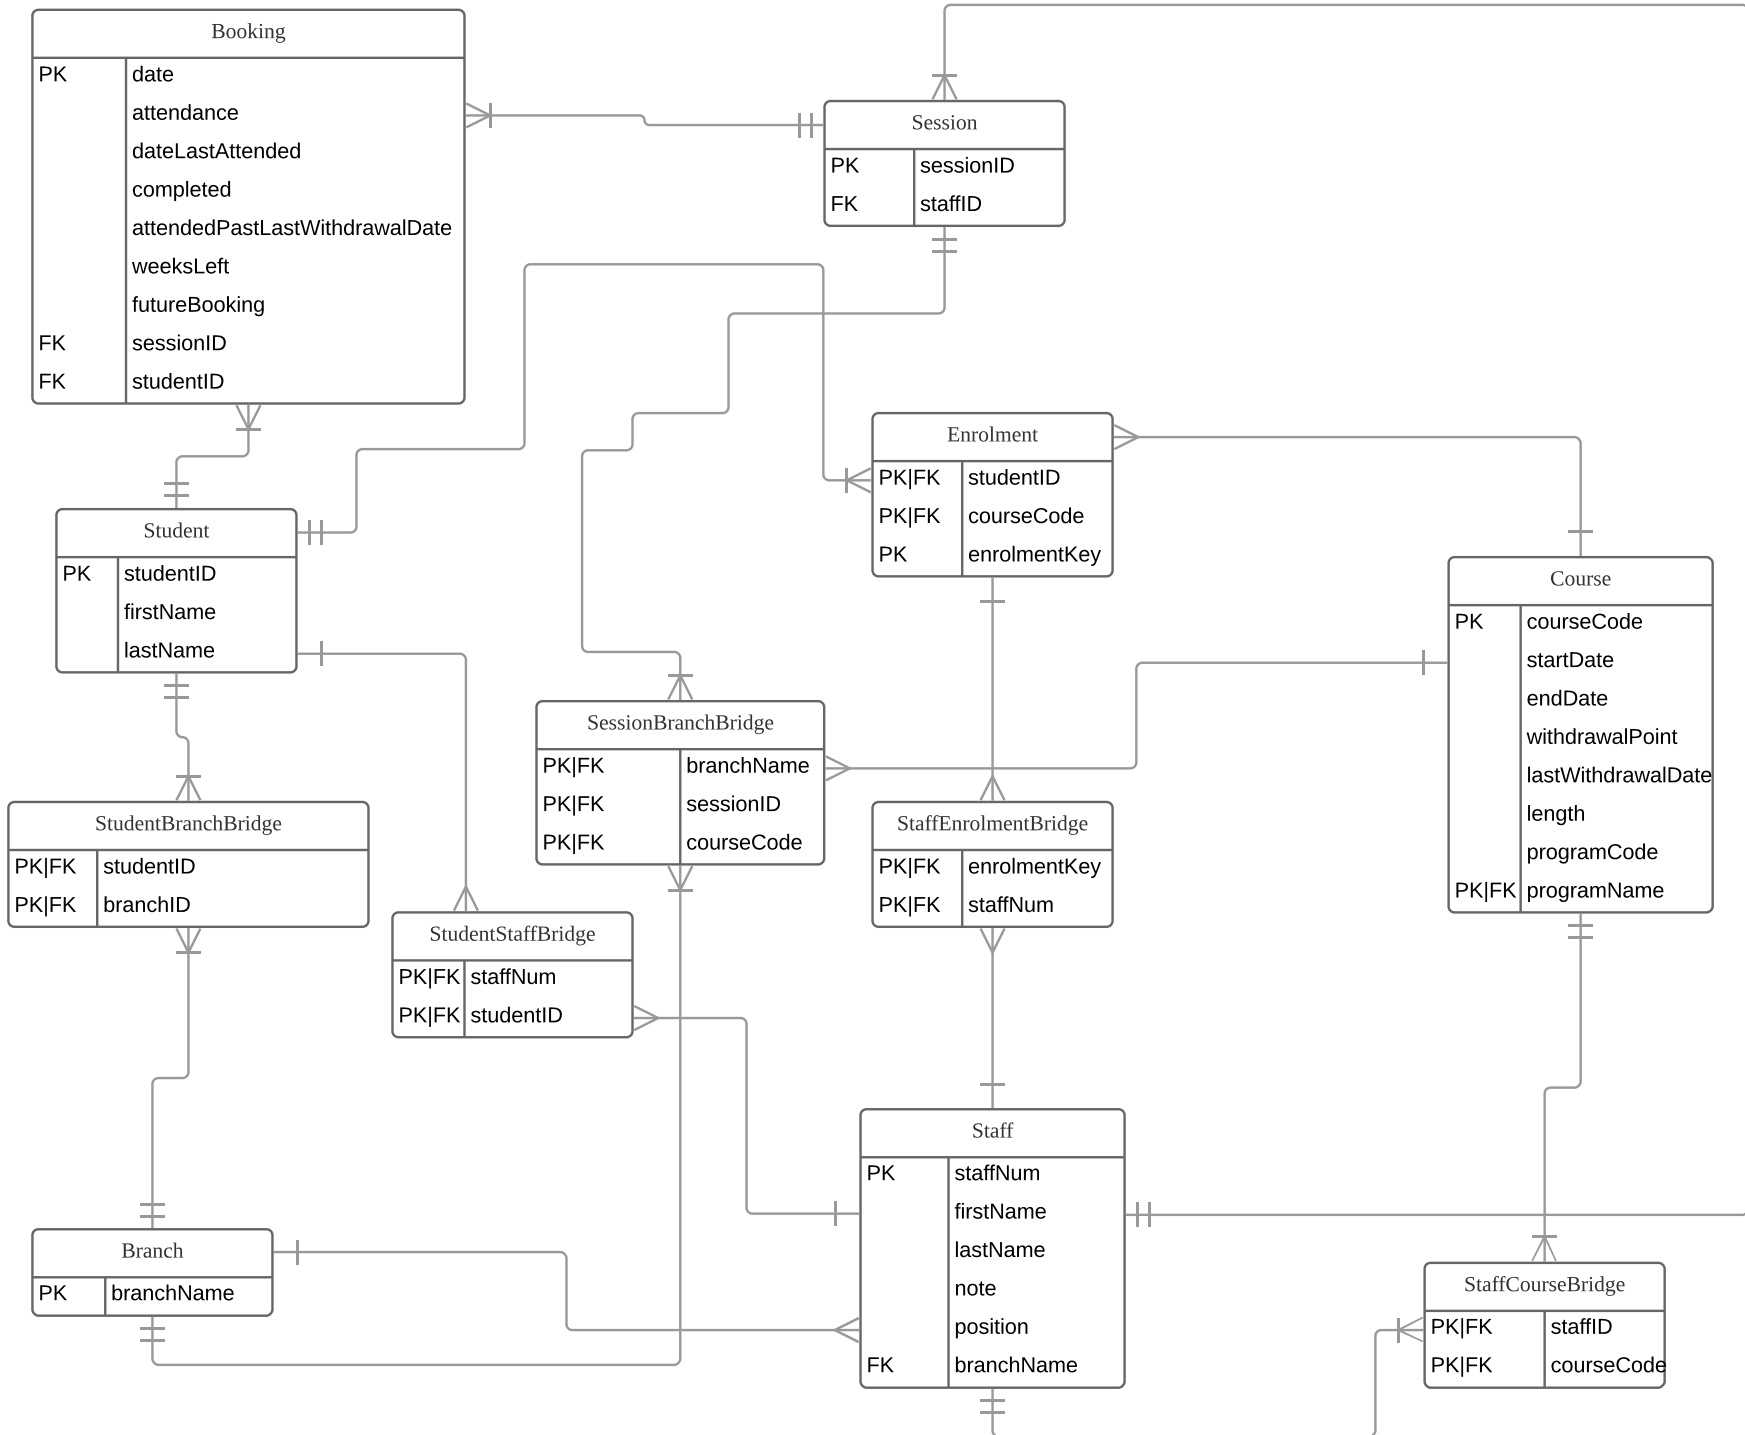 Booking
PK date
attendance
dateLastAttended
completed
attendedPastLastWithdrawalDate
weeksLeft
futureBooking
FK sessionID
FK studentID
Session
PK sessionID
FK staffID
Enrolment
PK|FK studentID
PK|FK courseCode
PK enrolmentKey
Student
PK studentID
firstName
lastName
Course
PK courseCode
startDate
endDate
withdrawalPoint
lastWithdrawalDate
length
programCode
PK|FK programName
SessionBranchBridge
PK|FK branchName
PK|FK sessionID
PK|FK courseCode
StudentBranchBridge
PK|FK studentID
PK|FK branchID
StaffEnrolmentBridge
PK|FK enrolmentKey
PK|FK staffNum
StudentStaffBridge
PK|FK staffNum
PK|FK studentID
Staff
PK staffNum
firstName
lastName
note
position
FK branchName
Branch
PK branchName
StaffCourseBridge
PK|FK staffID
PK|FK courseCode